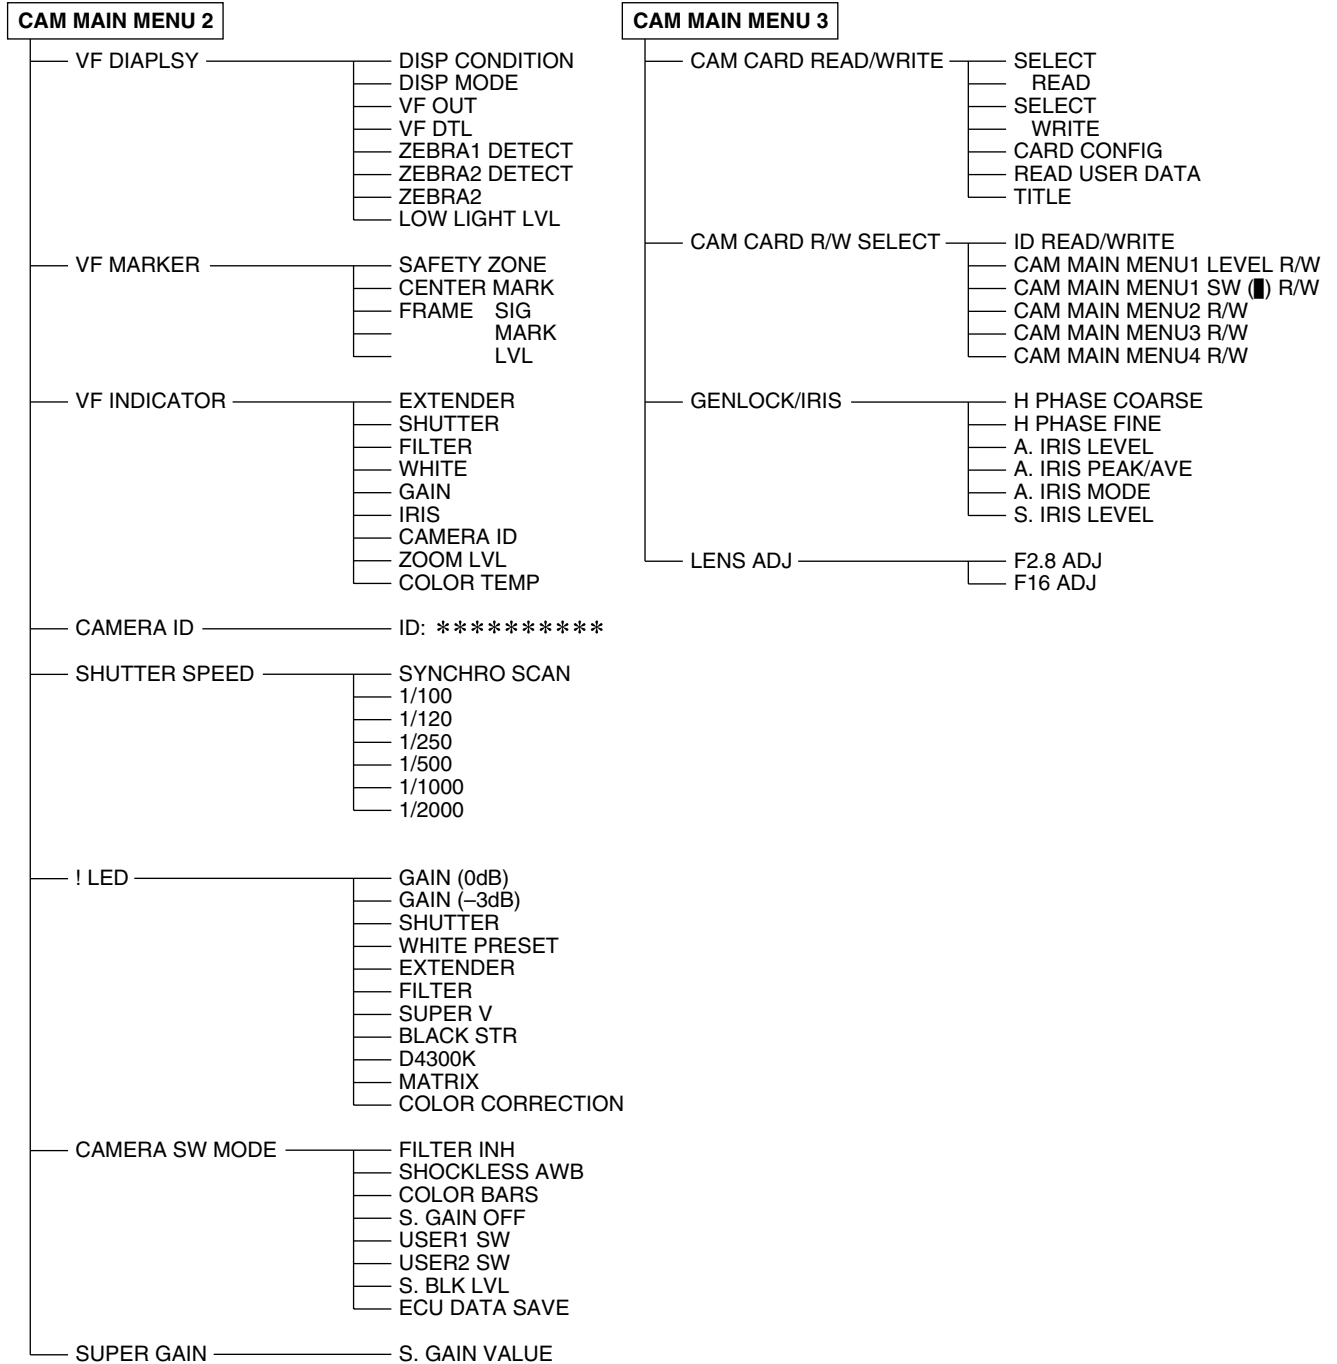 CAM MAIN MENU 2
VF DIAPLSY
DISP CONDITION
DISP MODE
VF OUT
VF DTL
ZEBRA1 DETECT
ZEBRA2 DETECT
ZEBRA2
LOW LIGHT LVL
VF MARKER
SAFETY ZONE
CENTER MARK
FRAME SIG
MARK
LVL
VF INDICATOR
EXTENDER
SHUTTER
FILTER
WHITE
GAIN
IRIS
CAMERA ID
ZOOM LVL
COLOR TEMP
CAMERA ID
ID: **********
SHUTTER SPEED
SYNCHRO SCAN
1/100
1/120
1/250
1/500
1/1000
1/2000
! LED
GAIN (0dB)
GAIN (–3dB)
SHUTTER
WHITE PRESET
EXTENDER
FILTER
SUPER V
BLACK STR
D4300K
MATRIX
COLOR CORRECTION
CAMERA SW MODE
FILTER INH
SHOCKLESS AWB
COLOR BARS
S. GAIN OFF
USER1 SW
USER2 SW
S. BLK LVL
ECU DATA SAVE
SUPER GAIN
S. GAIN VALUE
CAM MAIN MENU 3
CAM CARD READ/WRITE
SELECT
READ
SELECT
WRITE
CARD CONFIG
READ USER DATA
TITLE
CAM CARD R/W SELECT
ID READ/WRITE
CAM MAIN MENU1 LEVEL R/W
CAM MAIN MENU1 SW (▮) R/W
CAM MAIN MENU2 R/W
CAM MAIN MENU3 R/W
CAM MAIN MENU4 R/W
GENLOCK/IRIS
H PHASE COARSE
H PHASE FINE
A. IRIS LEVEL
A. IRIS PEAK/AVE
A. IRIS MODE
S. IRIS LEVEL
LENS ADJ
F2.8 ADJ
F16 ADJ